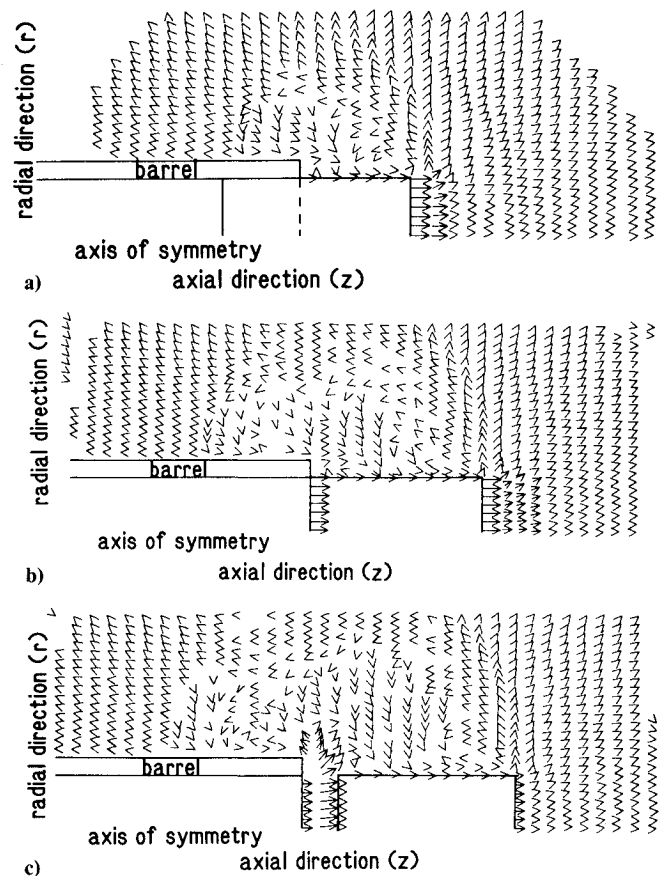 radial direction (r)
barrel
axis of symmetry
axial direction (z)
a)
radial direction (r)
barrel
axis of symmetry
axial direction (z)
b)
radial direction (r)
barrel
axis of symmetry
axial direction (z)
c)